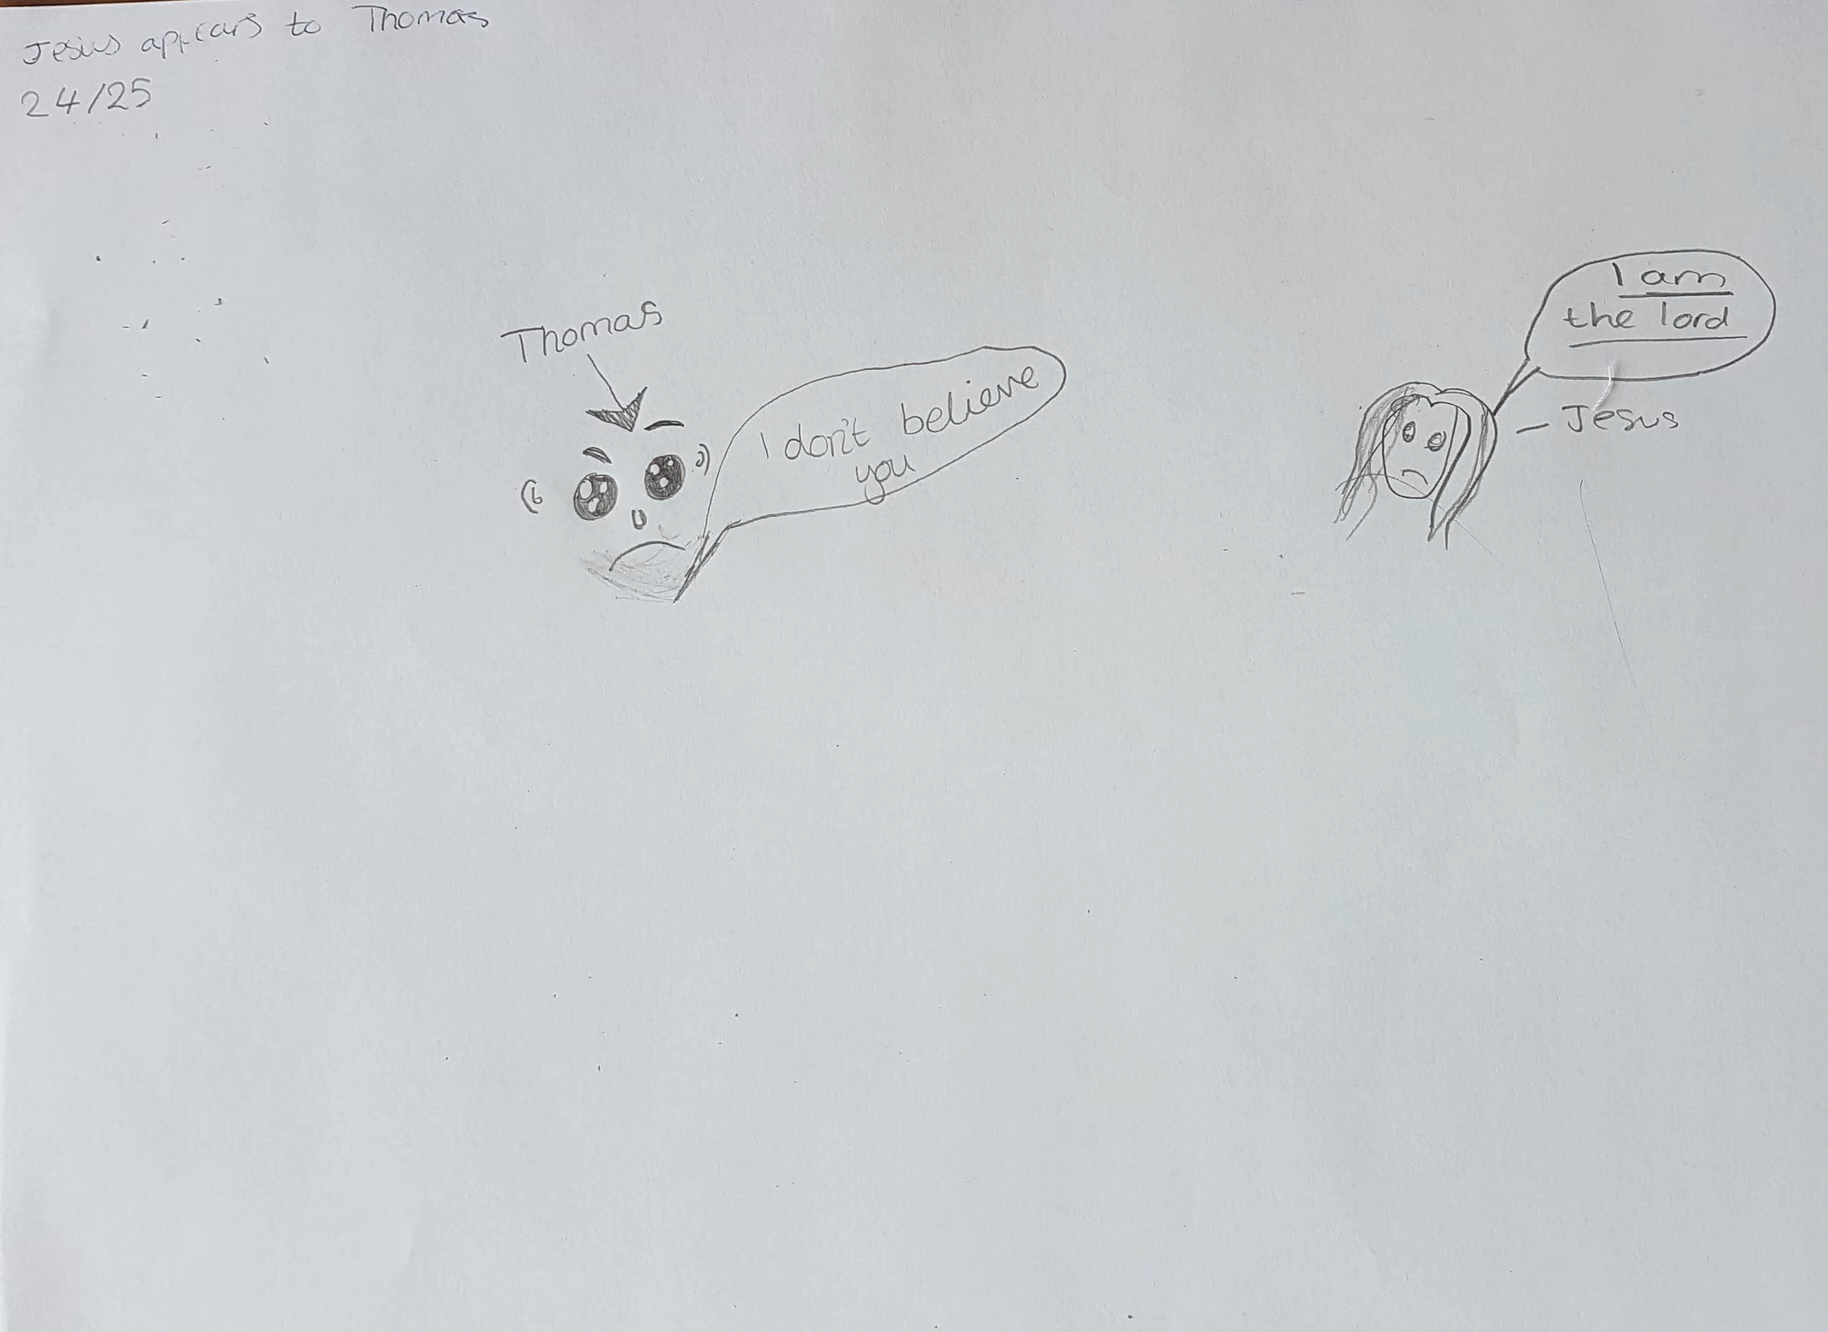 Jesus appears to Thomas
24/25
Thomas
I don't believe
you
I am
the lord
Jesus